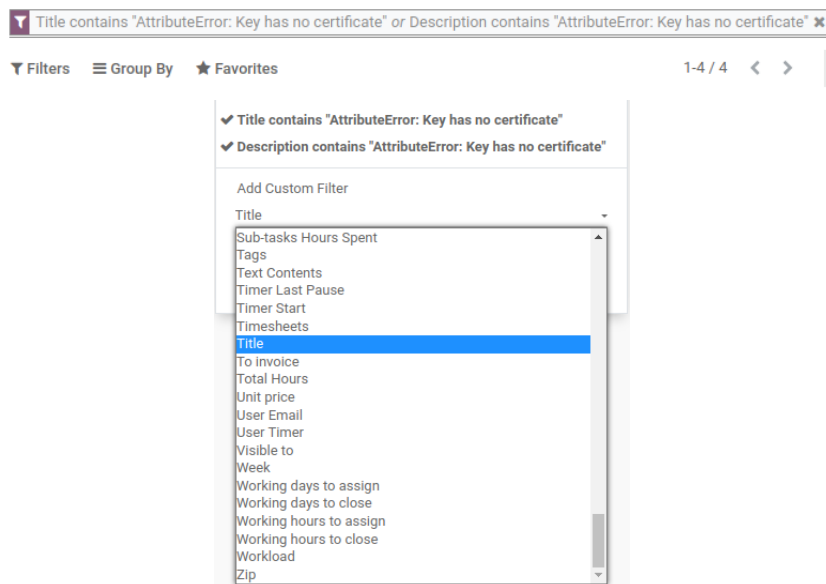 Title contains "AttributeError: Key has no certificate" or Description contains "AttributeError: Key has no certificate" ✖
Filters Group By Favorites 1-4 / 4
Title contains "AttributeError: Key has no certificate"
Description contains "AttributeError: Key has no certificate"
Add Custom Filter
Title
Sub-tasks Hours Spent
Tags
Text Contents
Timer Last Pause
Timer Start
Timesheets
Title
To invoice
Total Hours
Unit price
User Email
User Timer
Visible to
Week
Working days to assign
Working days to close
Working hours to assign
Working hours to close
Workload
Zip